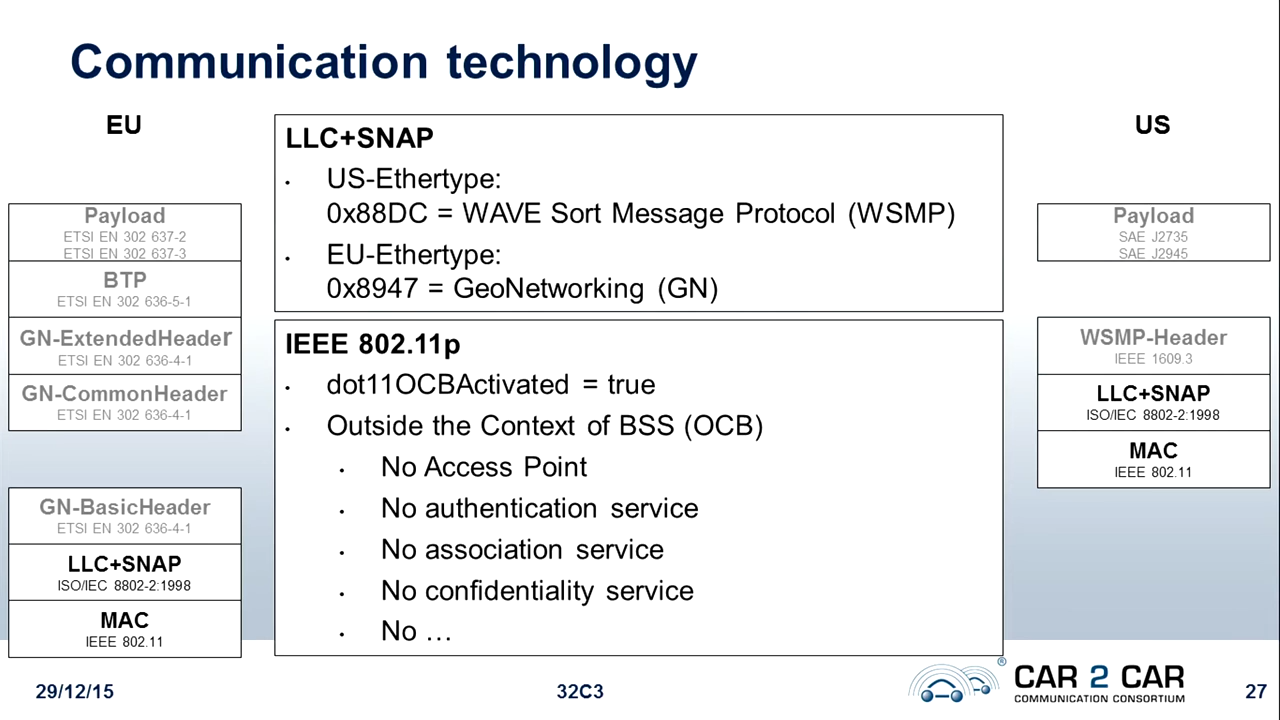 Communication technology
EU
Payload
ETSI EN 302 637-2
ETSI EN 302 637-3
BTP
ETSI EN 302 636-5-1
GN-ExtendedHeader
ETSI EN 302 636-4-1
GN-CommonHeader
ETSI EN 302 636-4-1
GN-BasicHeader
ETSI EN 302 636-4-1
LLC+SNAP
ISO/IEC 8802-2:1998
MAC
IEEE 802.11
LLC+SNAP
• US-Ethertype:
0x88DC = WAVE Sort Message Protocol (WSMP)
• EU-Ethertype:
0x8947 = GeoNetworking (GN)
IEEE 802.11p
• dot11OCBActivated = true
• Outside the Context of BSS (OCB)
• No Access Point
• No authentication service
• No association service
• No confidentiality service
• No …
US
Payload
SAE J2735
SAE J2945
WSMP-Header
IEEE 1609.3
LLC+SNAP
ISO/IEC 8802-2:1998
MAC
IEEE 802.11
29/12/15
32C3
®
CAR 2 CAR
COMMUNICATION CONSORTIUM
27